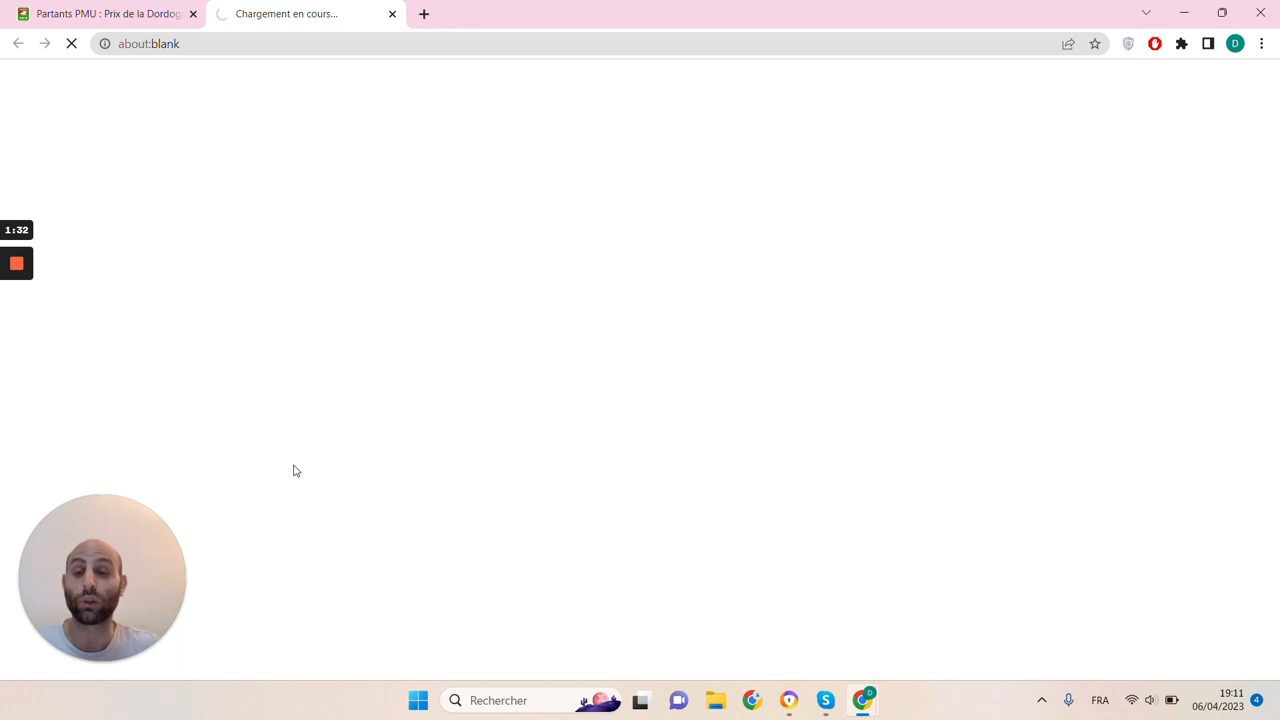 Partants PMU : Prix de la Dordog
Chargement en cours...
about:blank
D
1:32
Rechercher
D
FRA
19:11
06/04/2023
4